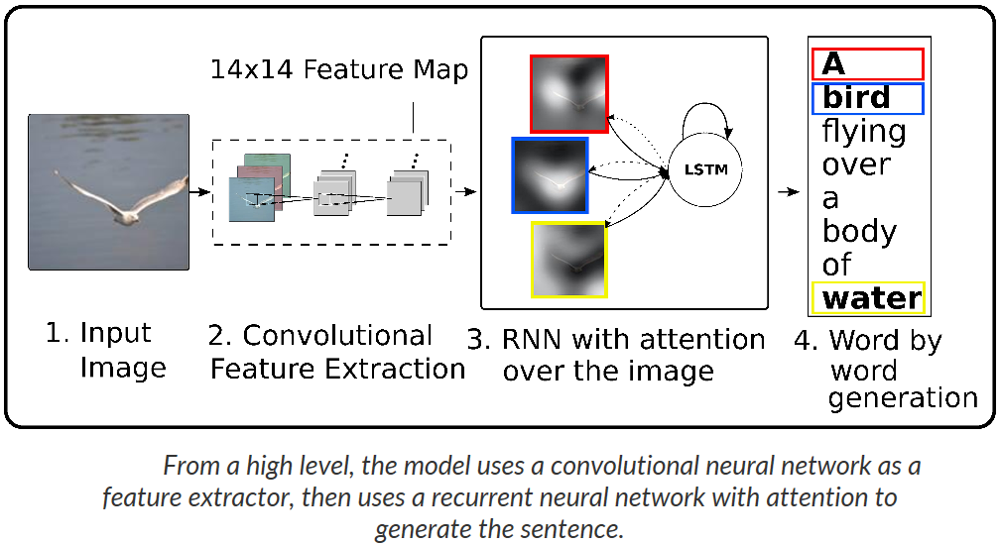 14x14 Feature Map
LSTM
A
bird
flying
over
a
body
of
water
1. Input
Image
2. Convolutional
Feature Extraction
3. RNN with attention
over the image
4. Word by
word
generation
From a high level, the model uses a convolutional neural network as a
feature extractor, then uses a recurrent neural network with attention to
generate the sentence.